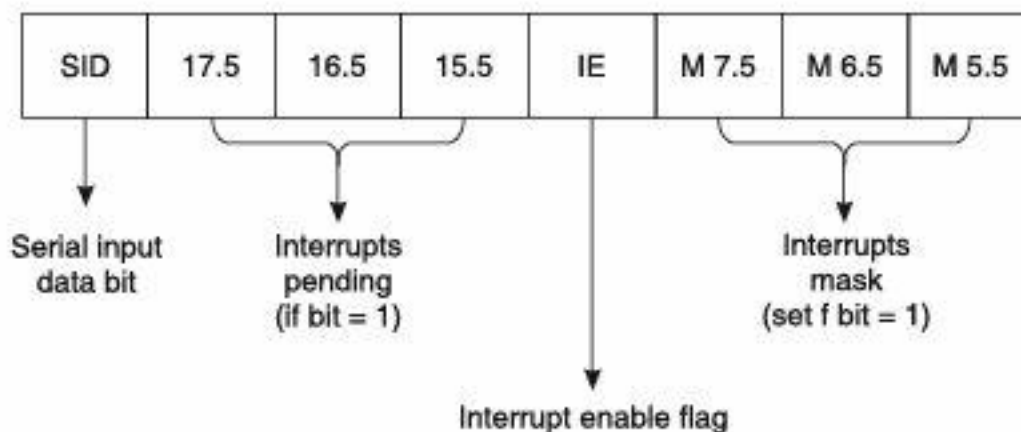 SID 17.5 16.5 15.5 IE M 7.5 M 6.5 M 5.5
Serial input
data bit
Interrupts
pending
(if bit = 1)
Interrupts
mask
(set f bit = 1)
Interrupt enable flag